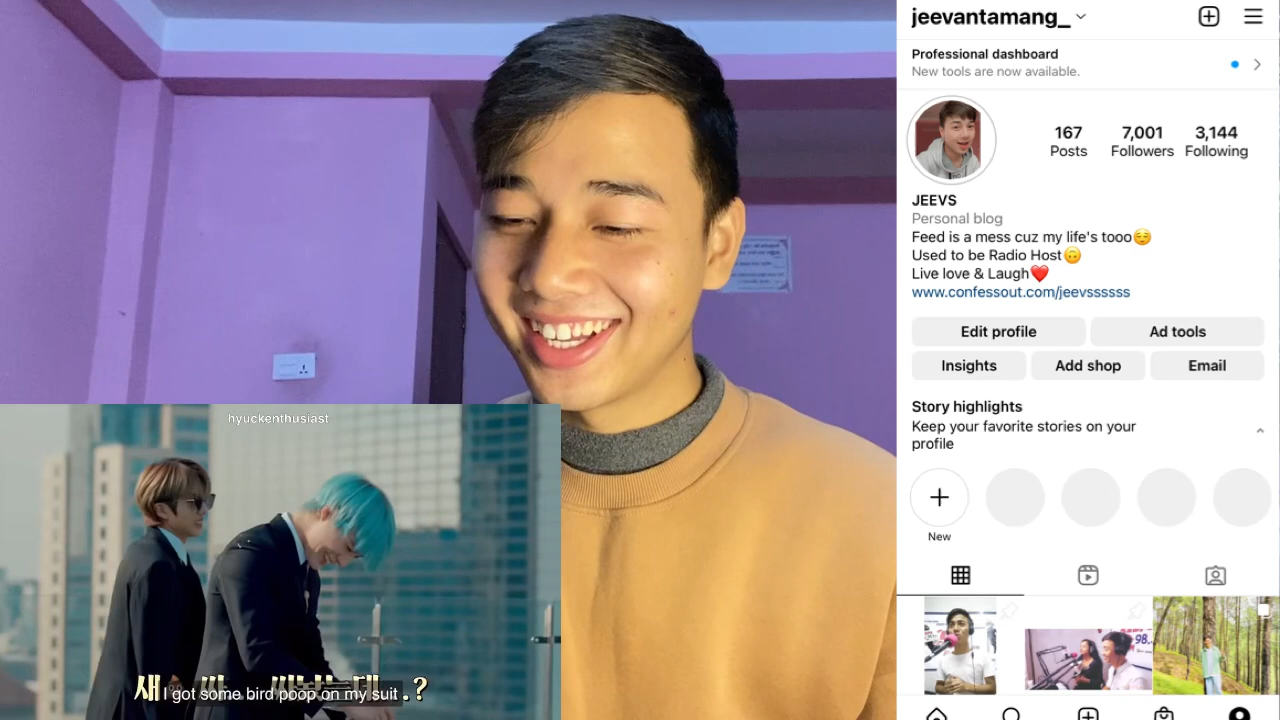 hyuckenthusiast
새
I got some bird poop on my suit
.?
jeevantamang_
Professional dashboard
New tools are now available.
167 7,001 3,144
Posts Followers Following
JEEVS
Personal blog
Feed is a mess cuz my life's tooo😌
Used to be Radio Host🙃
Live love & Laugh❤️
www.confessout.com/jeevssssss
Edit profile Ad tools
Insights Add shop Email
Story highlights
Keep your favorite stories on your
profile
New
98.